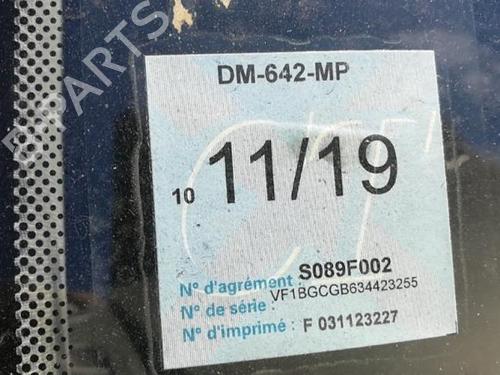 DM-642-MP
10 11/19
N° d'agrément : S089F002
N° de série : VF1BGCGB634423255
N° d'imprimé : F 031123227